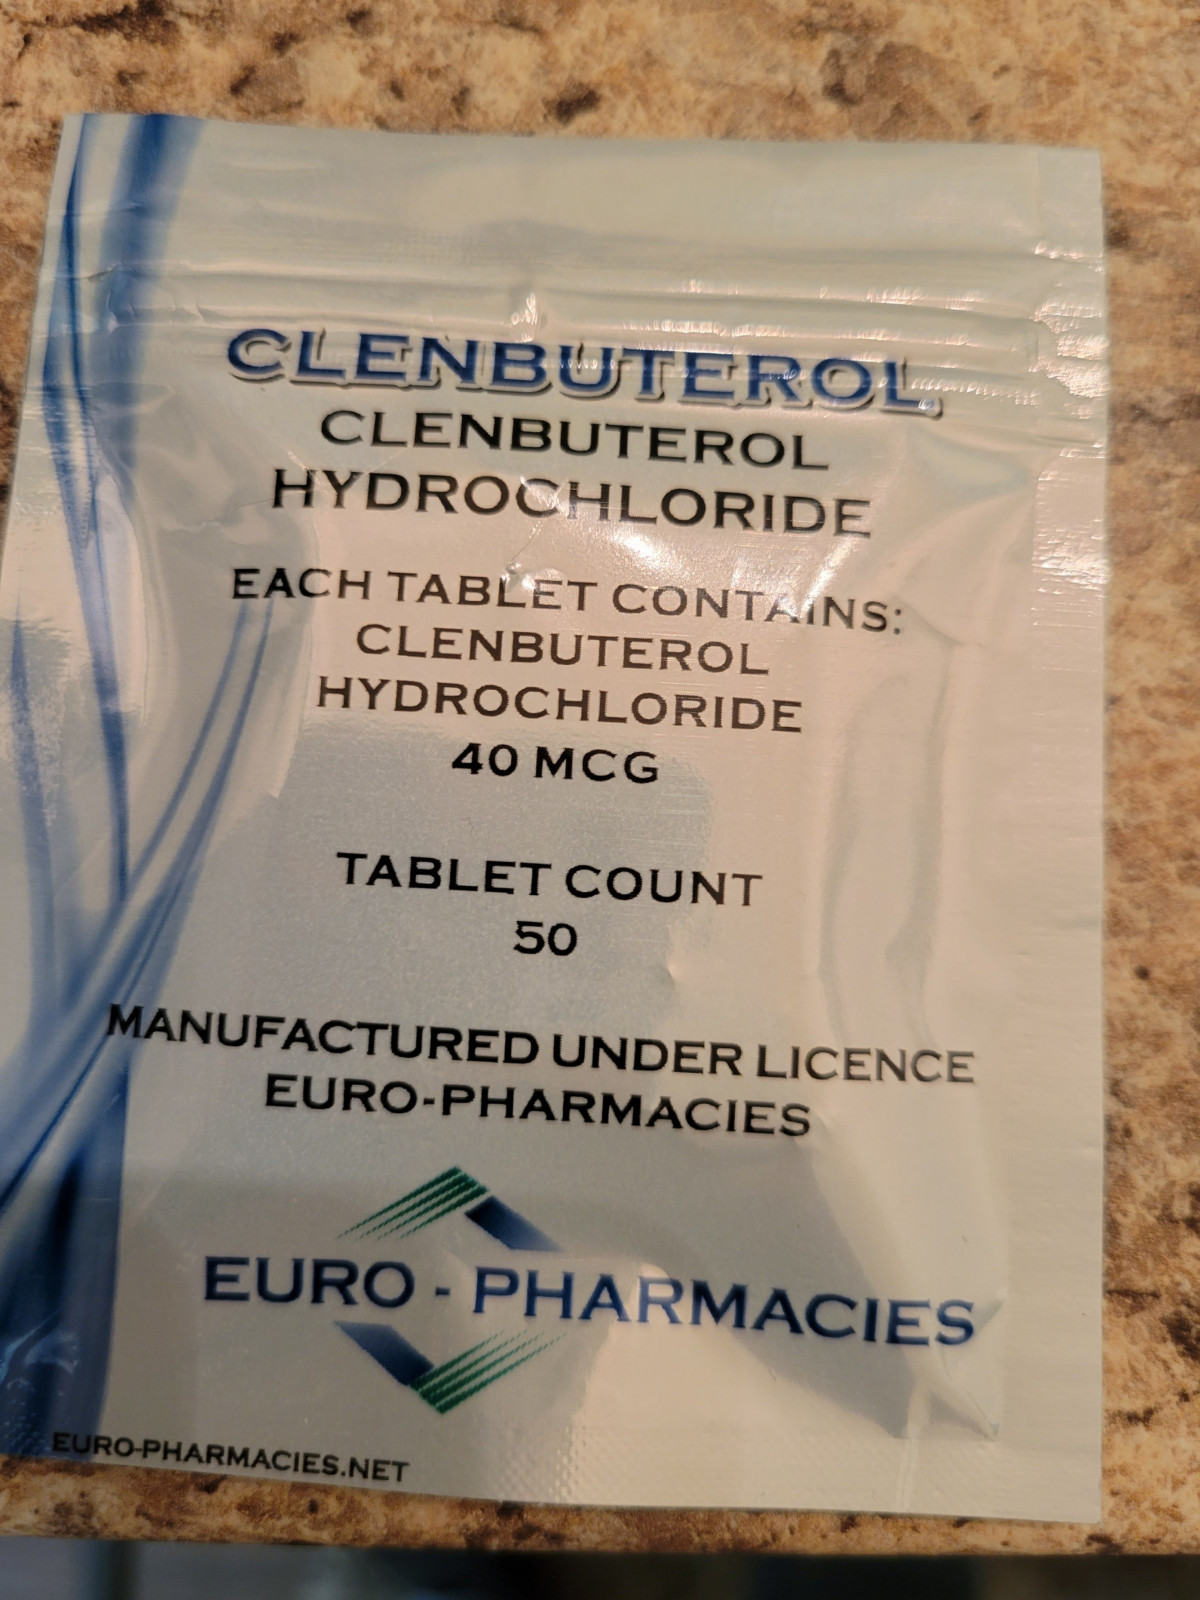 CLENBUTEROL
CLENBUTEROL
HYDROCHLORIDE
EACH TABLET CONTAINS:
CLENBUTEROL
HYDROCHLORIDE
40 MCG
TABLET COUNT
50
MANUFACTURED UNDER LICENCE
EURO-PHARMACIES
EURO - PHARMACIES
EURO-PHARMACIES.NET